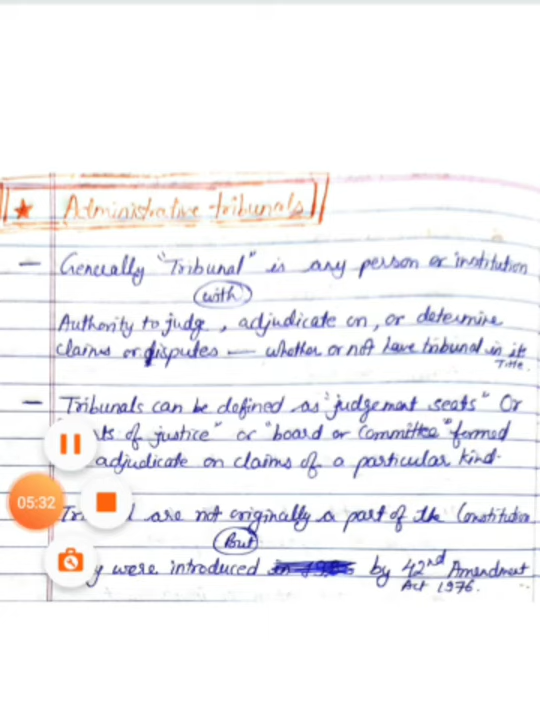 ★ Administrative tribunals
— Generally "Tribunal" is any person or institution
with
Authority to judge, adjudicate on, or determine
claims or disputes — whether or not have tribunal in its
Title.
— Tribunals can be defined as "judgement seats" Or
ts of justice" or "board or Committee" formed
adjudicate on claims of a particular kind.
05:32
Tr l are not originally a part of the Constitution
But
y were introduced by 42nd Amendment
Act 1976.